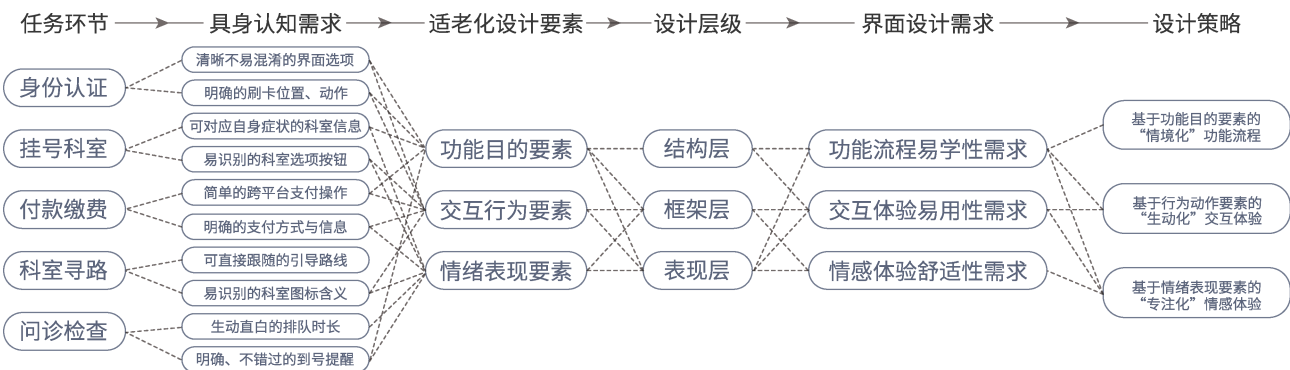 任务环节
具身认知需求
适老化设计要素
设计层级
界面设计需求
设计策略
身份认证
挂号科室
付款缴费
科室寻路
问诊检查
清晰不易混淆的界面选项
明确的刷卡位置、动作
可对应自身症状的科室信息
易识别的科室选项按钮
简单的跨平台支付操作
明确的支付方式与信息
可直接跟随的引导路线
易识别的科室图标含义
生动直白的排队时长
明确、不错过的到号提醒
功能目的要素
交互行为要素
情绪表现要素
结构层
框架层
表现层
功能流程易学性需求
交互体验易用性需求
情感体验舒适性需求
基于功能目的要素的
“情境化”功能流程
基于行为动作要素的
“生动化”交互体验
基于情绪表现要素的
“专注化”情感体验